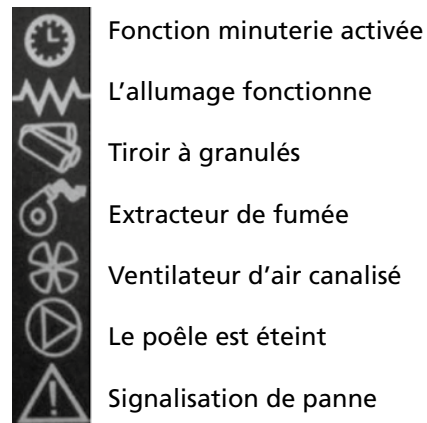 Fonction minuterie activée
L'allumage fonctionne
Tiroir à granulés
Extracteur de fumée
Ventilateur d'air canalisé
Le poêle est éteint
Signalisation de panne